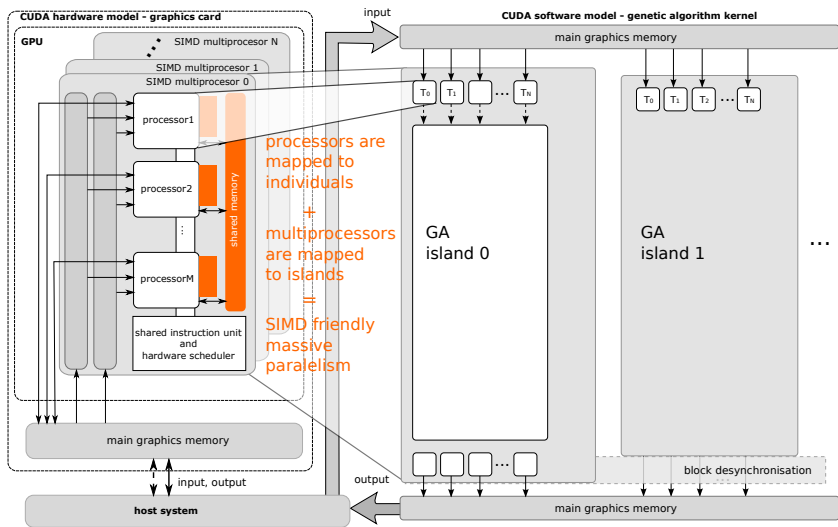 CUDA hardware model – graphics card
GPU
SIMD multiprocesor N
SIMD multiprocesor 1
SIMD multiprocesor 0
processor1
processor2
...
processorM
shared memory
shared instruction unit
and
hardware scheduler
main graphics memory
input, output
host system
processors are
mapped to
individuals
+
multiprocessors
are mapped
to islands
=
SIMD friendly
massive
paralelism
input
output
CUDA software model - genetic algorithm kernel
main graphics memory
T0 T1 ... TN
GA
island 0
...
T0 T1 T2 ... TN
GA
island 1
...
block desynchronisation
...
main graphics memory